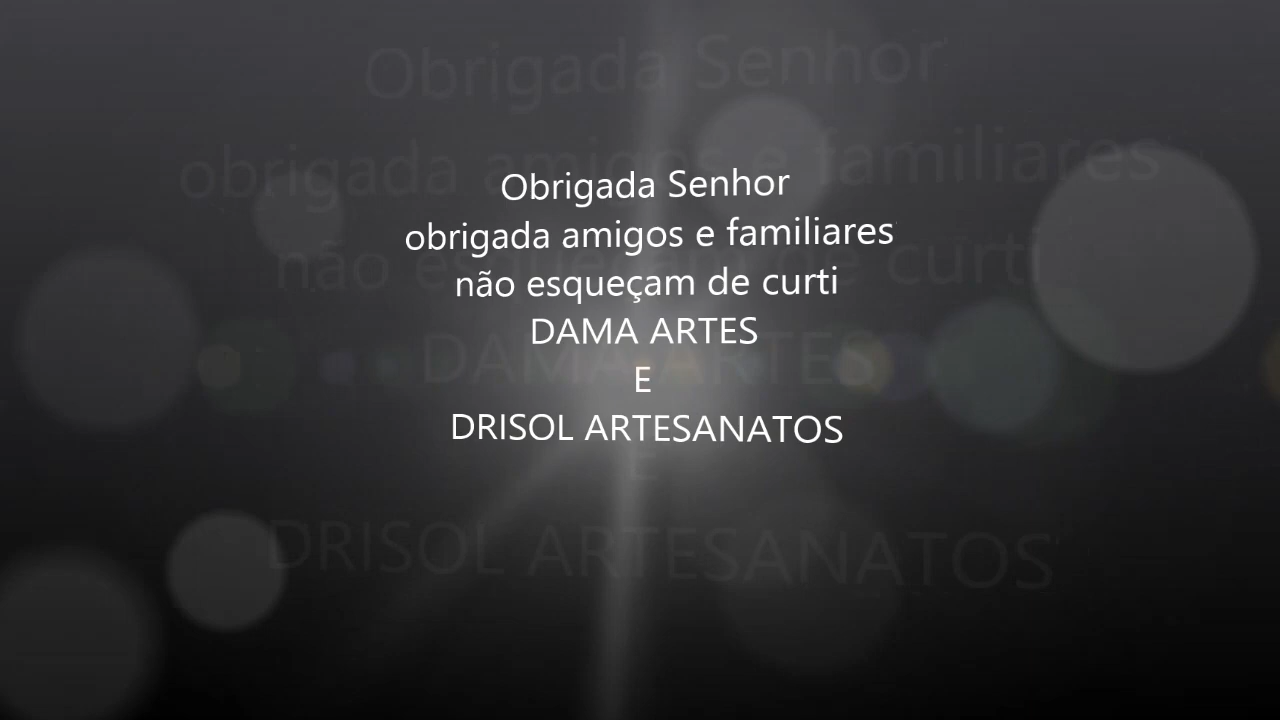 Obrigada Senhor
obrigada amigos e familiares
não esqueçam de curti
DAMA ARTES
E
DRISOL ARTESANATOS